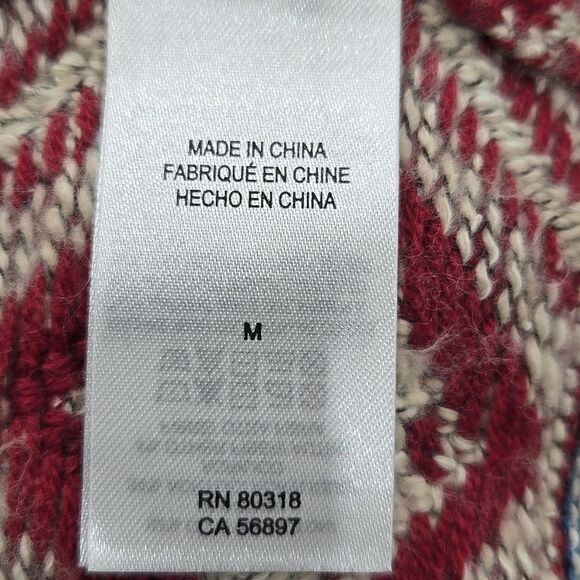 MADE IN CHINA
FABRIQUÉ EN CHINE
HECHO EN CHINA
M
RN 80318
CA 56897